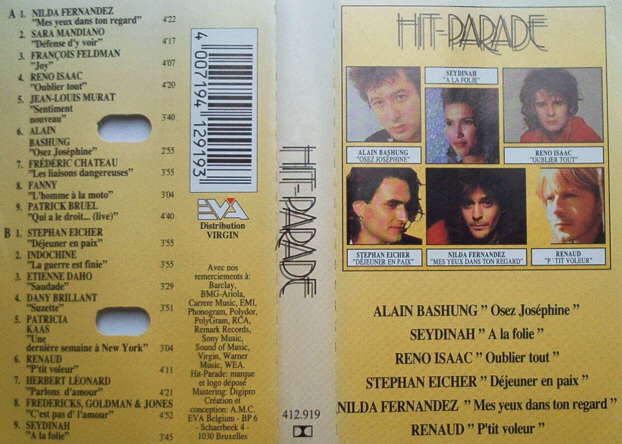 A 1. NILDA FERNANDEZ
"Mes yeux dans ton regard" 4'22
2. SARA MANDIANO
"Défense d'y voir" 4'17
3. FRANÇOIS FELDMAN
"Joy" 4'07
4. RENO ISAAC
"Oublier tout" 4'20
5. JEAN-LOUIS MURAT
"Sentiment
nouveau" 3'40
6. ALAIN
BASHUNG
"Osez Joséphine" 2'55
7. FRÉDÉRIC CHATEAU
"Les liaisons dangereuses" 3'55
8. FANNY
"L'homme à la moto" 3'04
9. PATRICK BRUEL
"Qui a le droit... (live)" 4'40
B 1. STEPHAN EICHER
"Déjeuner en paix" 3'55
2. INDOCHINE
"La guerre est finie" 3'55
3. ETIENNE DAHO
"Saudade" 3'29
4. DANY BRILLANT
"Suzette" 3'51
5. PATRICIA
KAAS
"Une
dernière semaine à New York" 3'04
6. RENAUD
"P'tit voleur" 4'11
7. HERBERT LÉONARD
"Parlons d'amour" 4'21
8. FREDERICKS, GOLDMAN & JONES
"C'est pas d' l'amour" 4'52
9. SEYDINAH
"A la folie" 3'45
4 007194 129193
EVA
Distribution
VIRGIN
Avec nos
remerciements à:
Barclay,
BMG-Ariola,
Carrere Music, EMI,
Phonogram, Polydor,
PolyGram, RCA,
Remark Records,
Sony Music,
Sound of Music,
Virgin, Warner
Music, WEA.
Hit-Parade: marque
et logo déposé
Mastering: Digipro
Création et
conception: A.M.C.
EVA Belgium - BP 6
- Schaerbeek 4 -
1030 Bruxelles
HIT-PARADE
412.919
HIT-PARADE
SEYDINAH
"A LA FOLIE"
ALAIN BASHUNG
"OSEZ JOSÉPHINE"
RENO ISAAC
"OUBLIER TOUT"
STEPHAN EICHER
"DÉJEUNER EN PAIX"
NILDA FERNANDEZ
"MES YEUX DANS TON REGARD"
RENAUD
"P 'TIT VOLEUR"
ALAIN BASHUNG " Osez Joséphine "
SEYDINAH " A la folie "
RENO ISAAC " Oublier tout "
STEPHAN EICHER " Déjeuner en paix "
NILDA FERNANDEZ " Mes yeux dans ton regard "
RENAUD " P'tit voleur "